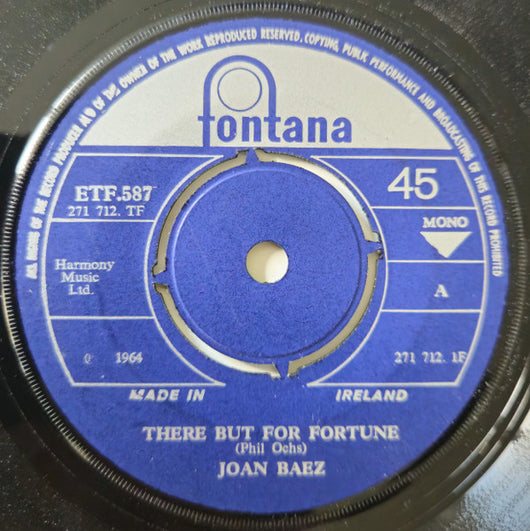 ALL RIGHTS OF THE RECORD PRODUCER AND OF THE OWNER OF THE WORK REPRODUCED RESERVED. COPYING, PUBLIC PERFORMANCE AND BROADCASTING OF THIS RECORD PROHIBITED
fontana
ETF.587
271 712. TF
45
MONO
Harmony
Music
Ltd.
A
℗ 1964
271 712. 1F
MADE IN IRELAND
THERE BUT FOR FORTUNE
(Phil Ochs)
JOAN BAEZ